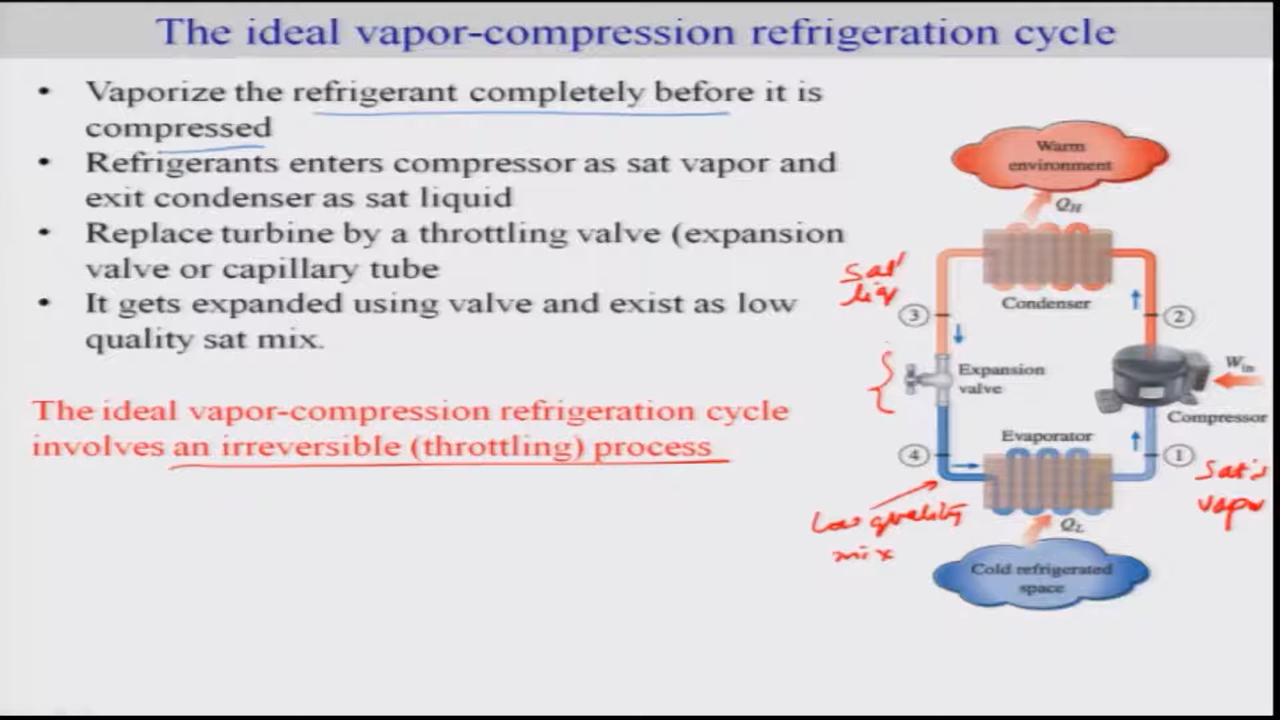 The ideal vapor-compression refrigeration cycle
• Vaporize the refrigerant completely before it is
compressed
• Refrigerants enters compressor as sat vapor and
exit condenser as sat liquid
• Replace turbine by a throttling valve (expansion
valve or capillary tube
• It gets expanded using valve and exist as low
quality sat mix.
The ideal vapor-compression refrigeration cycle
involves an irreversible (throttling) process
Warm
environment
QH
Condenser
sat'
liq
3
2
Expansion
valve
Win
Compressor
Evaporator
4
1
sat'd
vapor
low quality
mix
QL
Cold refrigerated
space